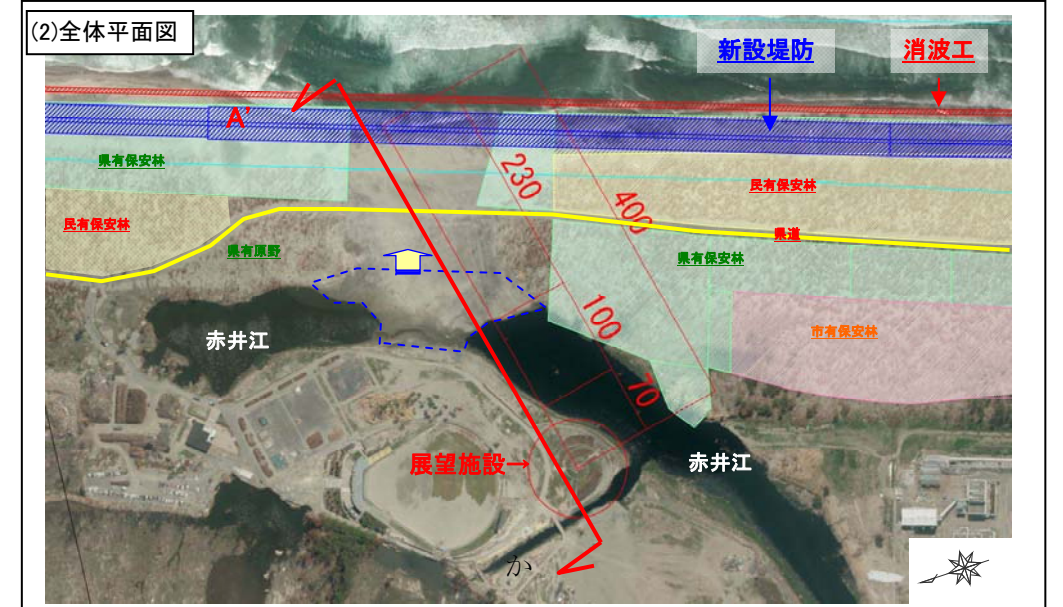 (2)全体平面図
新設堤防
消波工
A'
県有保安林
230
400
民有保安林
民有保安林
県有原野
県道
県有保安林
赤井江
100
市有保安林
70
展望施設→
赤井江
か